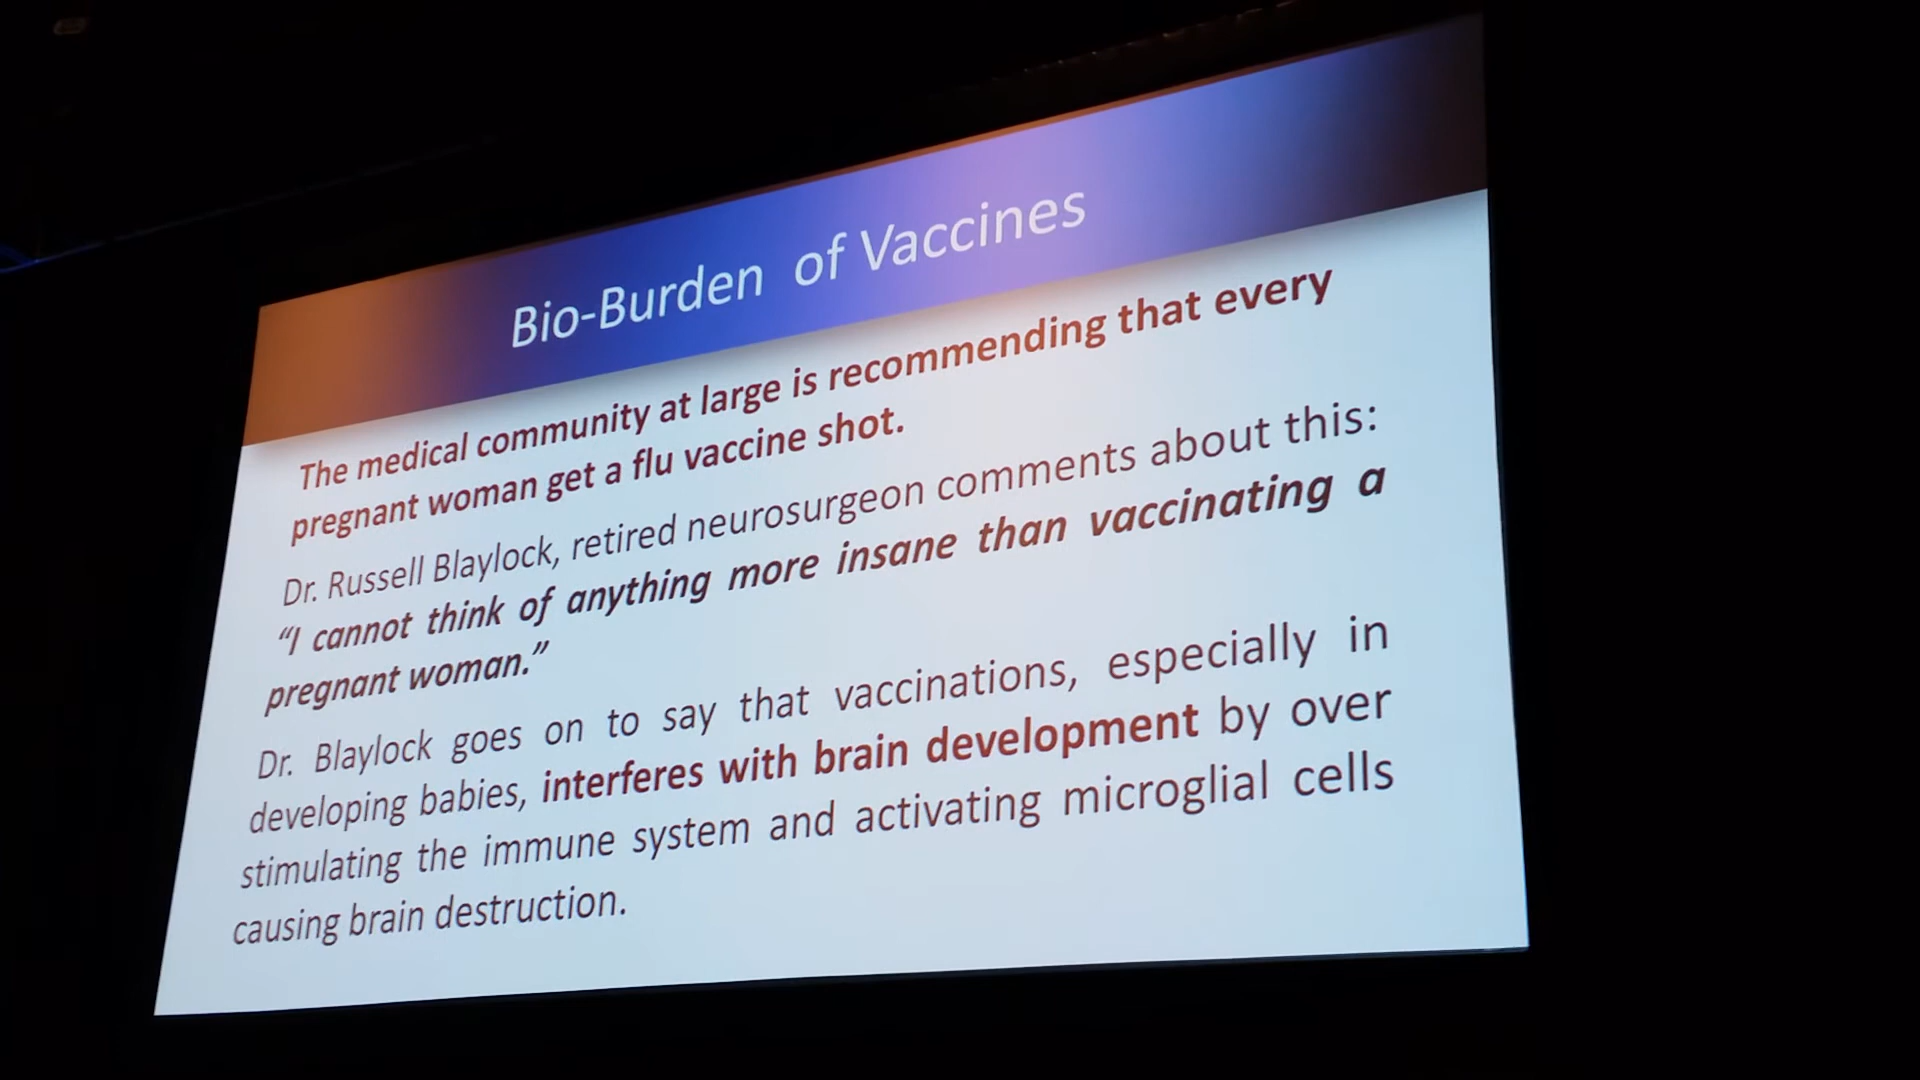 Bio-Burden of Vaccines
The medical community at large is recommending that every
pregnant woman get a flu vaccine shot.
Dr. Russell Blaylock, retired neurosurgeon comments about this:
“I cannot think of anything more insane than vaccinating a
pregnant woman.”
Dr. Blaylock goes on to say that vaccinations, especially in
developing babies, interferes with brain development by over
stimulating the immune system and activating microglial cells
causing brain destruction.